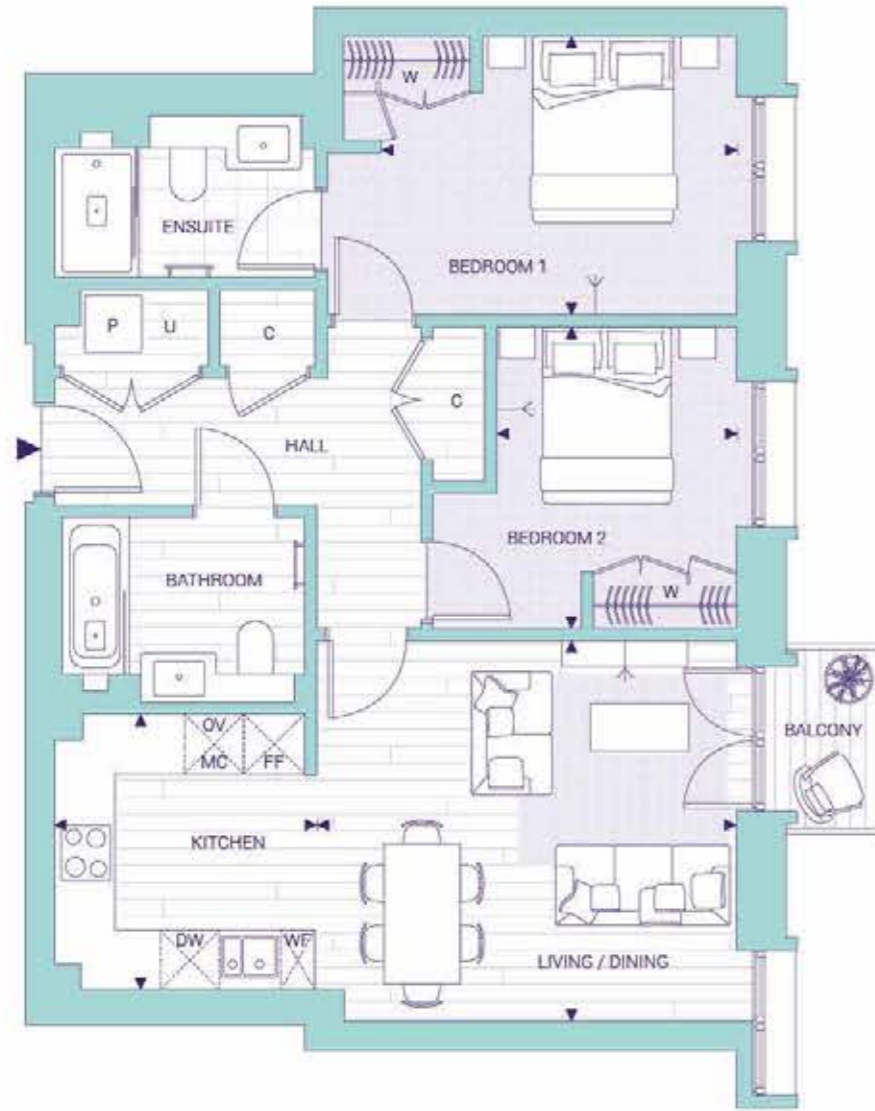 W
ENSUITE
BEDROOM 1
P
U
C
C
HALL
BEDROOM 2
BATHROOM
W
OV
MC
FF
BALCONY
KITCHEN
DW
WF
LIVING / DINING